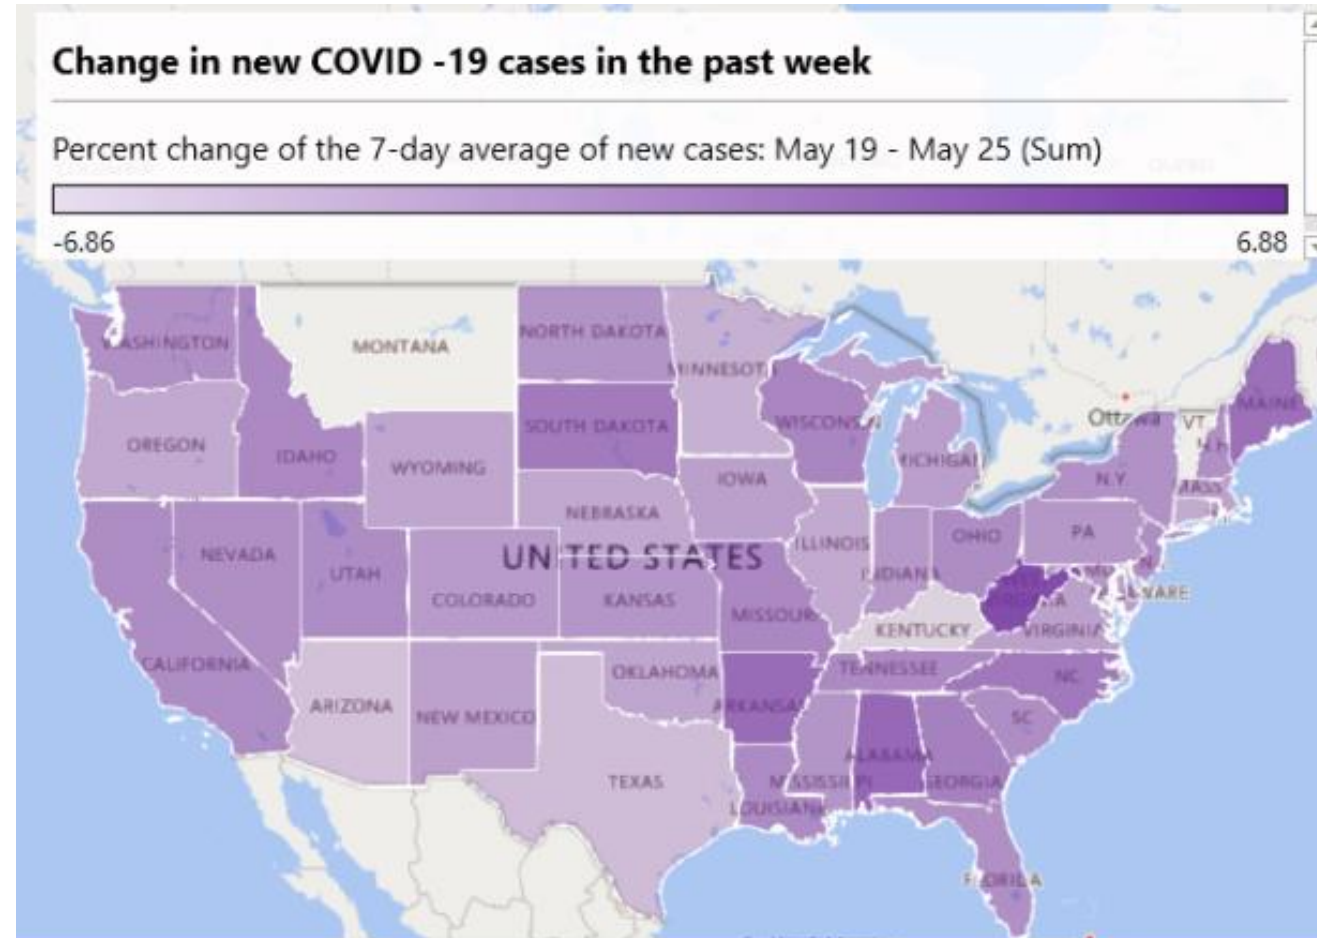 Change in new COVID -19 cases in the past week
Percent change of the 7-day average of new cases: May 19 - May 25 (Sum)
-6.86
6.88
WASHINGTON
MONTANA
NORTH DAKOTA
MINNESOTA
OREGON
IDAHO
WYOMING
SOUTH DAKOTA
WISCONSIN
MICHIGAN
Ottawa
VT
MAINE
N.H
N.Y
MASS
NEBRASKA
IOWA
ILLINOIS
INDIANA
OHIO
PA
NEVADA
UTAH
COLORADO
UNITED STATES
KANSAS
MISSOURI
KENTUCKY
VIRGINIA
CALIFORNIA
ARIZONA
NEW MEXICO
OKLAHOMA
ARKANSAS
TENNESSEE
NC
SC
TEXAS
LOUISIANA
MISSISSIPPI
ALABAMA
GEORGIA
FLORIDA